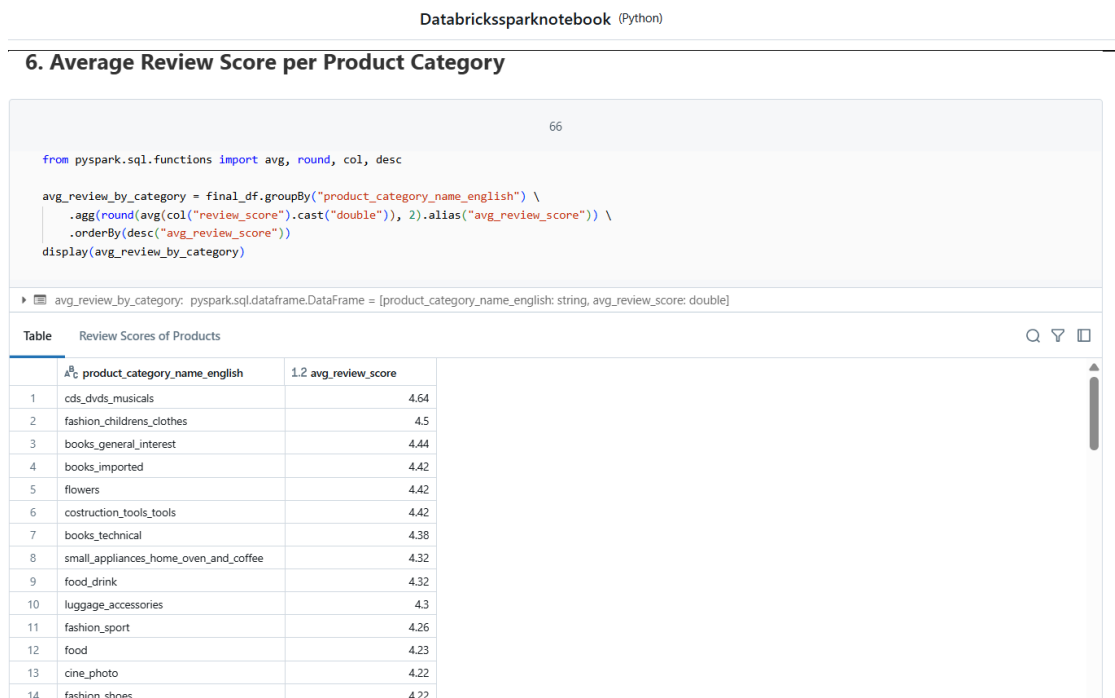 Databrickssparknotebook (Python)
6. Average Review Score per Product Category
66
from pyspark.sql.functions import avg, round, col, desc
avg_review_by_category = final_df.groupBy("product_category_name_english") \
.agg(round(avg(col("review_score").cast("double")), 2).alias("avg_review_score")) \
.orderBy(desc("avg_review_score"))
display(avg_review_by_category)
avg_review_by_category: pyspark.sql.dataframe.DataFrame = [product_category_name_english: string, avg_review_score: double]
Table Review Scores of Products
ABC product_category_name_english 1.2 avg_review_score
1 cds_dvds_musicals 4.64
2 fashion_childrens_clothes 4.5
3 books_general_interest 4.44
4 books_imported 4.42
5 flowers 4.42
6 costruction_tools_tools 4.42
7 books_technical 4.38
8 small_appliances_home_oven_and_coffee 4.32
9 food_drink 4.32
10 luggage_accessories 4.3
11 fashion_sport 4.26
12 food 4.23
13 cine_photo 4.22
14 fashion_shoes 4.22